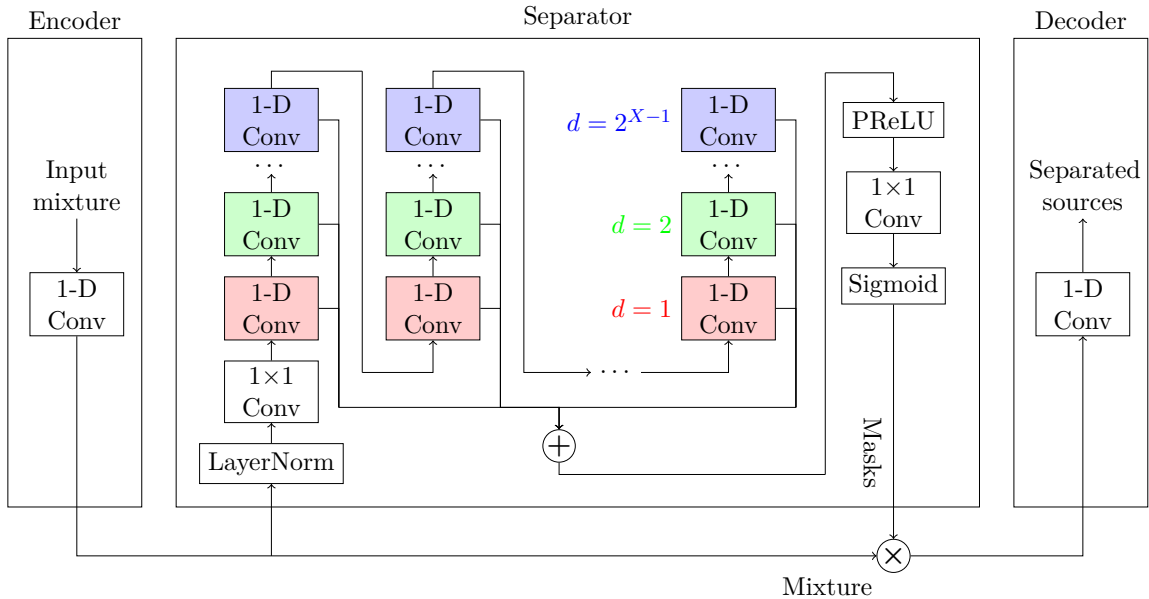 Encoder
Separator
Decoder
Input
mixture
1-D
Conv
1-D
Conv
...
1-D
Conv
1-D
Conv
1×1
Conv
LayerNorm
1-D
Conv
...
1-D
Conv
1-D
Conv
...
d = 2^{X−1}
d = 2
d = 1
1-D
Conv
...
1-D
Conv
1-D
Conv
+
PReLU
1×1
Conv
Sigmoid
Masks
×
Mixture
Separated
sources
1-D
Conv